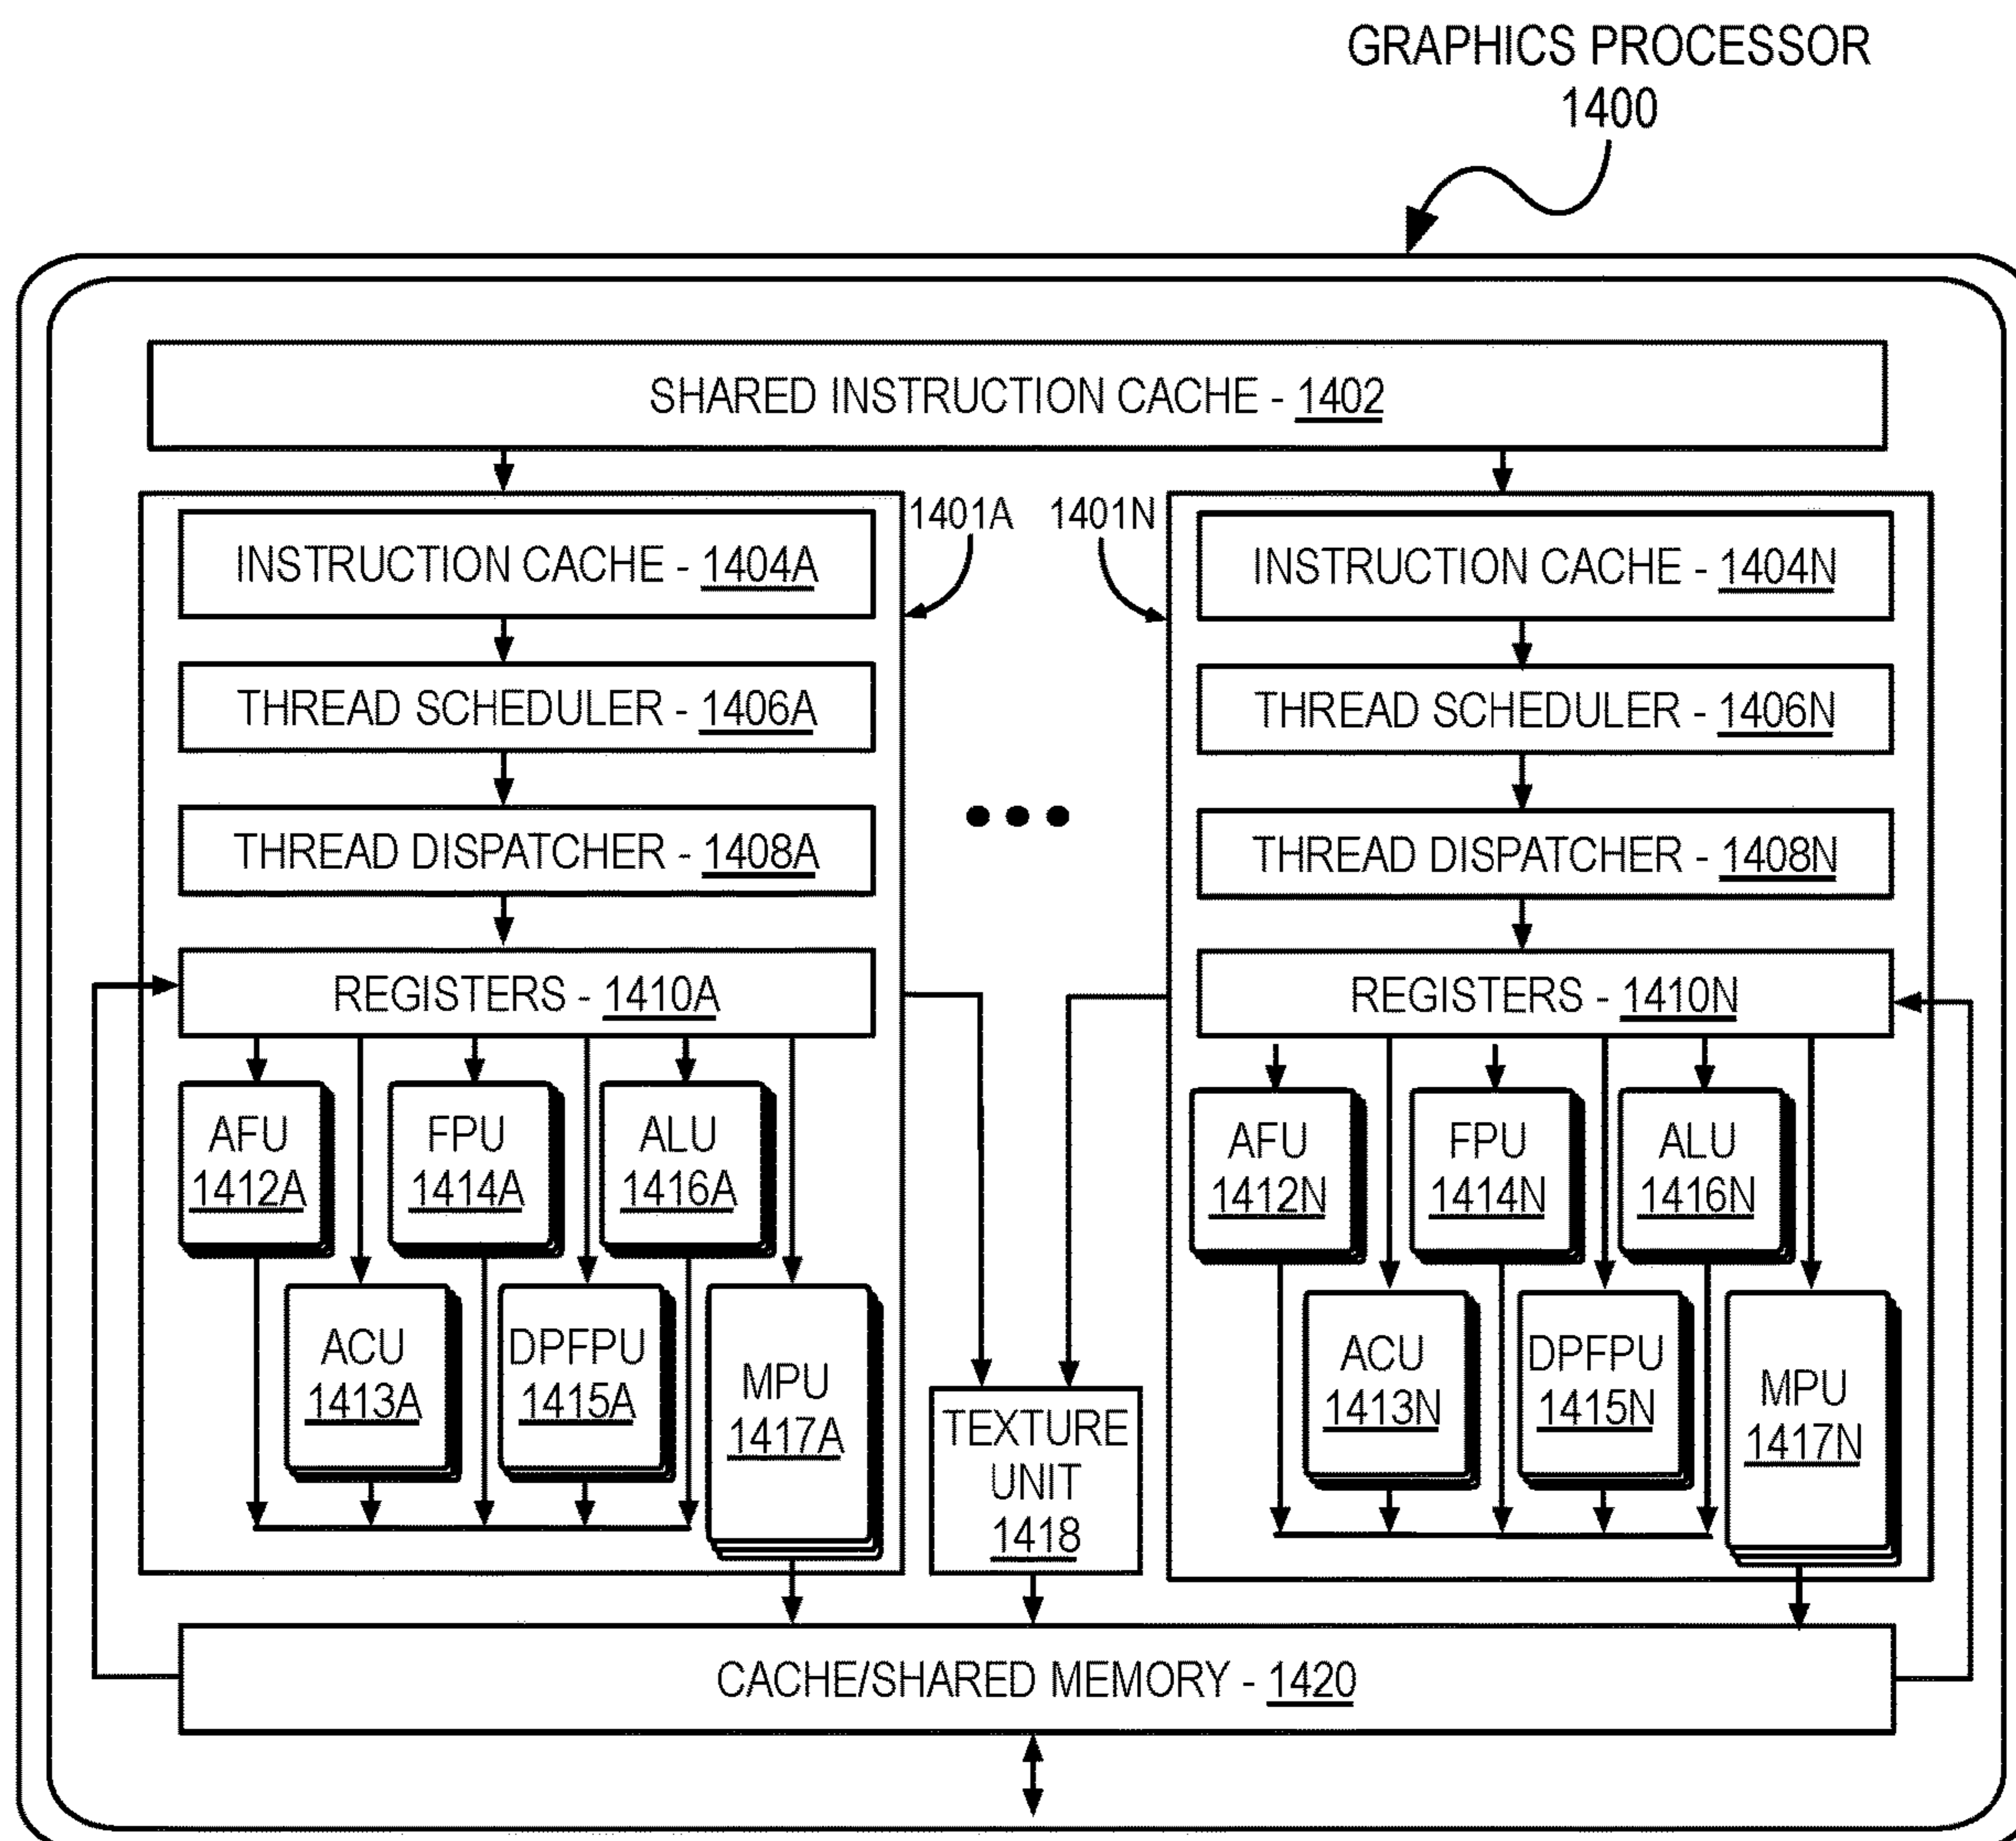 GRAPHICS PROCESSOR
1400
SHARED INSTRUCTION CACHE - 1402
1401A
1401N
INSTRUCTION CACHE - 1404A
THREAD SCHEDULER - 1406A
THREAD DISPATCHER - 1408A
REGISTERS - 1410A
AFU
1412A
FPU
1414A
ALU
1416A
ACU
1413A
DPFPU
1415A
MPU
1417A
TEXTURE
UNIT
1418
INSTRUCTION CACHE - 1404N
THREAD SCHEDULER - 1406N
THREAD DISPATCHER - 1408N
REGISTERS - 1410N
AFU
1412N
FPU
1414N
ALU
1416N
ACU
1413N
DPFPU
1415N
MPU
1417N
CACHE/SHARED MEMORY - 1420